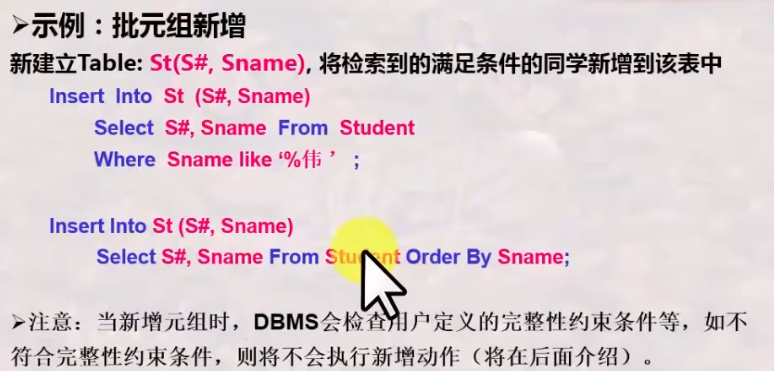 ➢示例：批元组新增
新建立Table: St(S#, Sname), 将检索到的满足条件的同学新增到该表中
Insert Into St (S#, Sname)
Select S#, Sname From Student
Where Sname like ‘%伟 ’ ;
Insert Into St (S#, Sname)
Select S#, Sname From Student Order By Sname;
➢注意：当新增元组时，DBMS会检查用户定义的完整性约束条件等，如不
符合完整性约束条件，则将不会执行新增动作（将在后面介绍）。